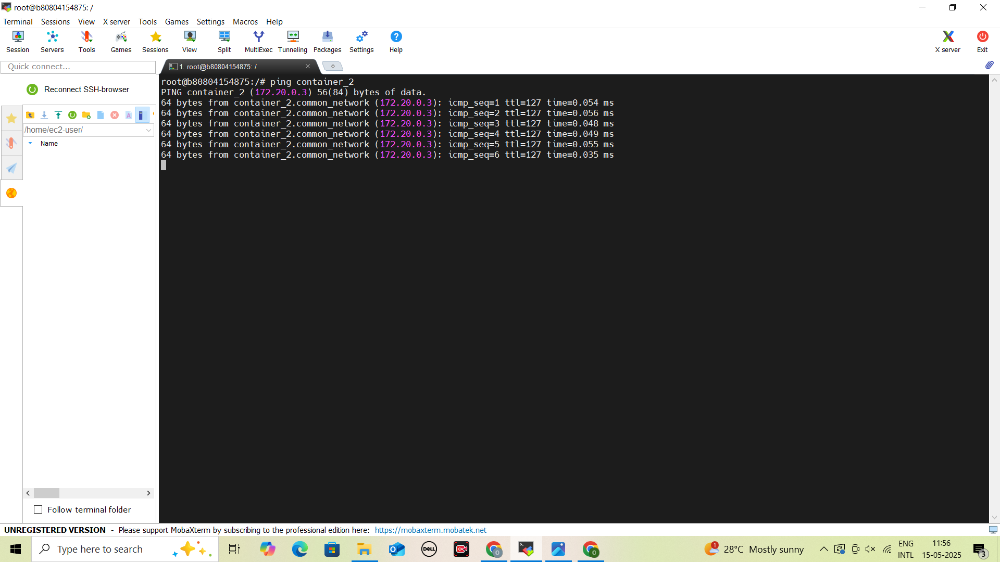 root@b80804154875: /
Terminal Sessions View X server Tools Games Settings Macros Help
Session Servers Tools Games Sessions View Split MultiExec Tunneling Packages Settings Help X server Exit
Quick connect...
1. root@b80804154875: /
Reconnect SSH-browser
/home/ec2-user/
Name
root@b80804154875:/# ping container_2
PING container_2 (172.20.0.3) 56(84) bytes of data.
64 bytes from container_2.common_network (172.20.0.3): icmp_seq=1 ttl=127 time=0.054 ms
64 bytes from container_2.common_network (172.20.0.3): icmp_seq=2 ttl=127 time=0.056 ms
64 bytes from container_2.common_network (172.20.0.3): icmp_seq=3 ttl=127 time=0.048 ms
64 bytes from container_2.common_network (172.20.0.3): icmp_seq=4 ttl=127 time=0.049 ms
64 bytes from container_2.common_network (172.20.0.3): icmp_seq=5 ttl=127 time=0.055 ms
64 bytes from container_2.common_network (172.20.0.3): icmp_seq=6 ttl=127 time=0.035 ms
Follow terminal folder
UNREGISTERED VERSION - Please support MobaXterm by subscribing to the professional edition here: https://mobaxterm.mobatek.net
Type here to search
DELL
1
28°C Mostly sunny
ENG
INTL
11:56
15-05-2025
3